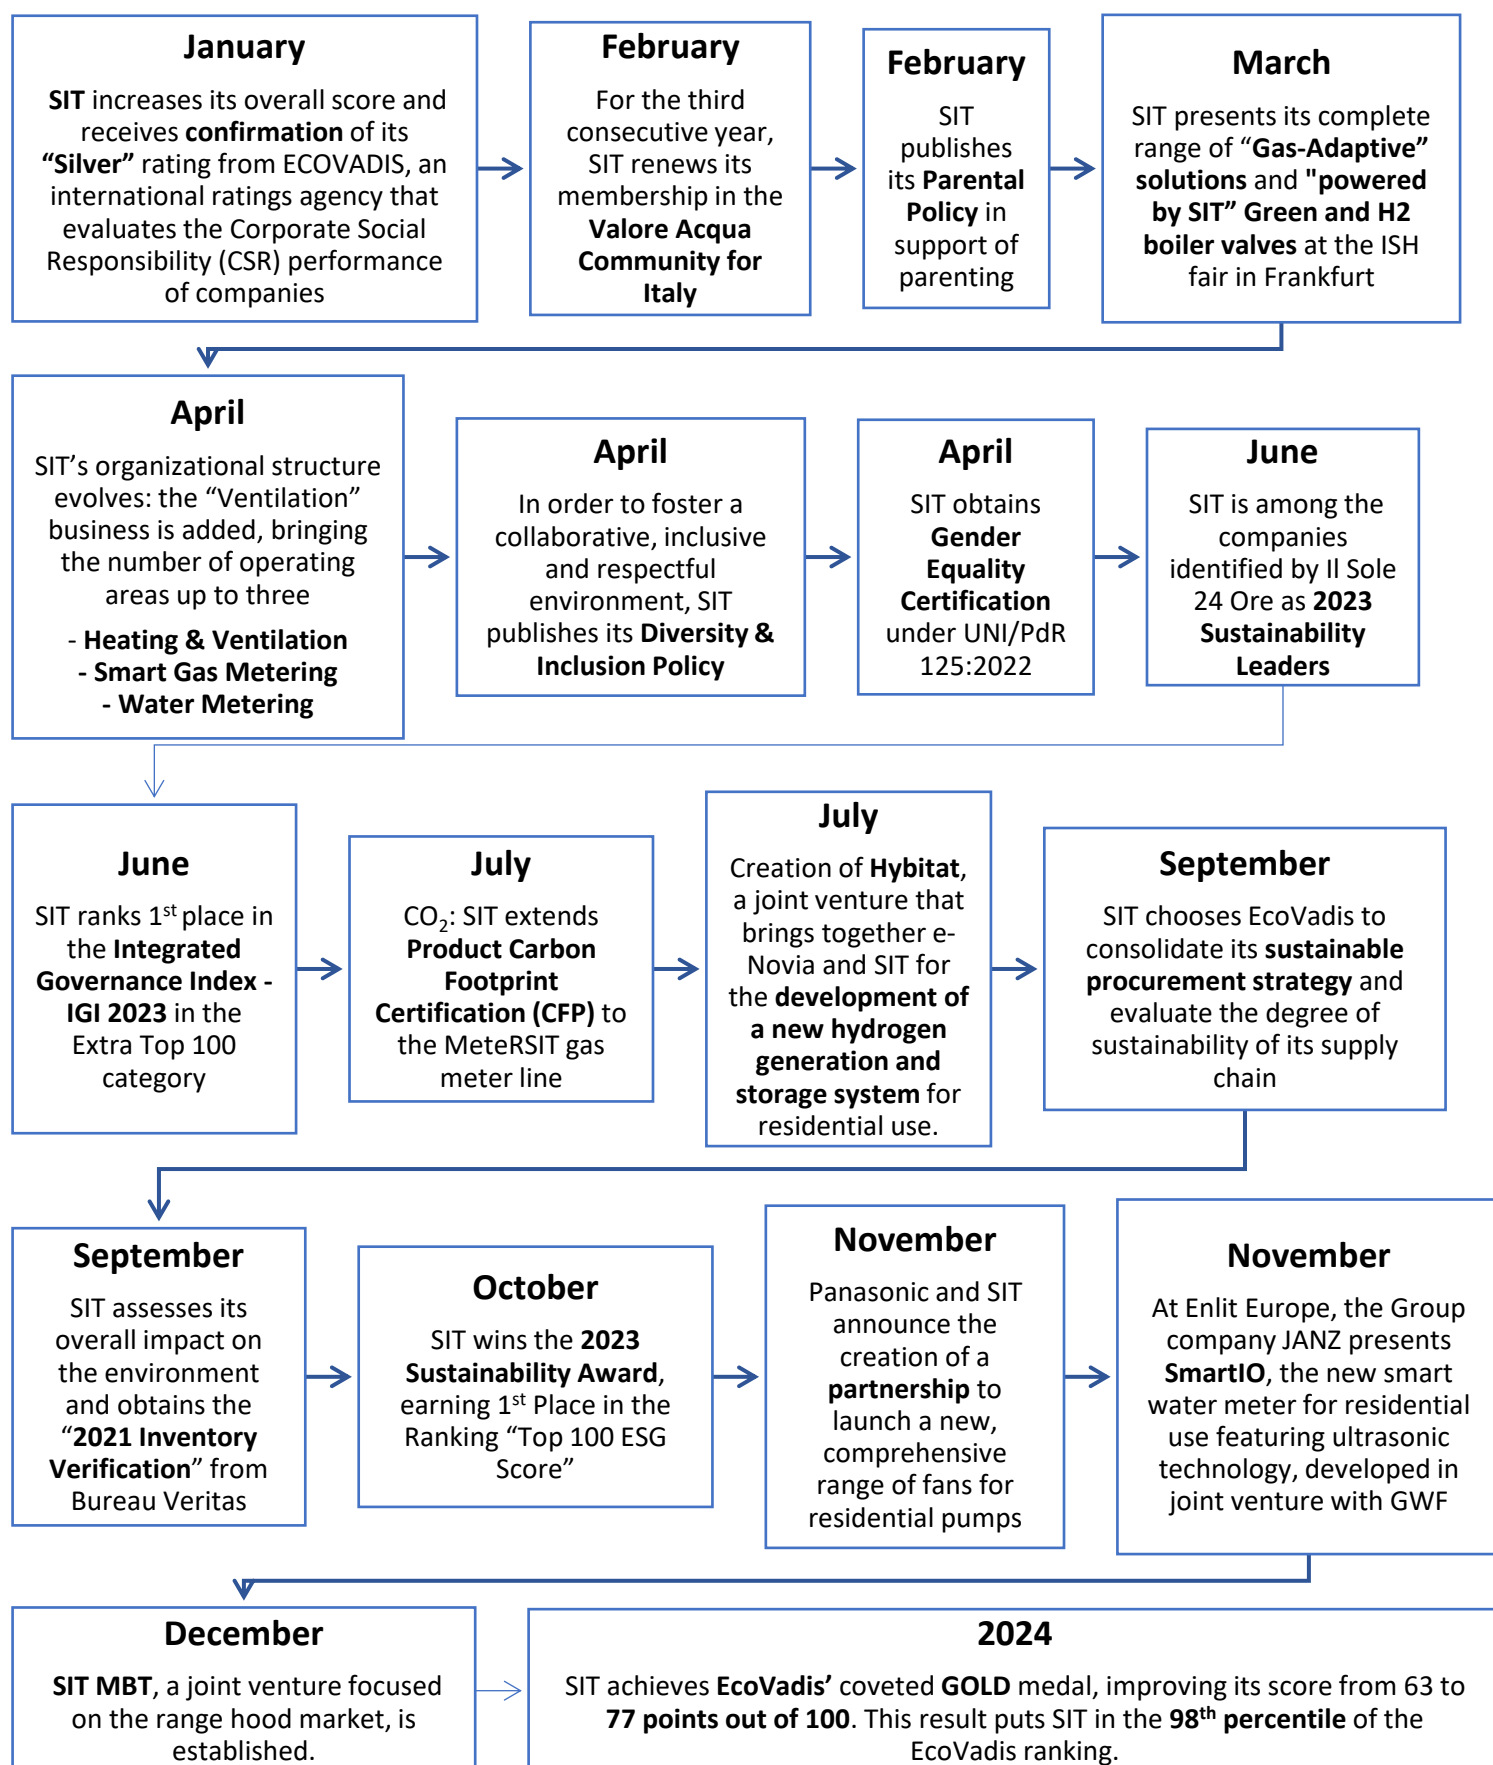 January
SIT increases its overall score and
receives confirmation of its
“Silver” rating from ECOVADIS, an
international ratings agency that
evaluates the Corporate Social
Responsibility (CSR) performance
of companies
February
For the third
consecutive year,
SIT renews its
membership in the
Valore Acqua
Community for
Italy
February
SIT
publishes
its Parental
Policy in
support of
parenting
March
SIT presents its complete
range of “Gas-Adaptive”
solutions and "powered
by SIT” Green and H2
boiler valves at the ISH
fair in Frankfurt
April
SIT’s organizational structure
evolves: the “Ventilation”
business is added, bringing
the number of operating
areas up to three
- Heating & Ventilation
- Smart Gas Metering
- Water Metering
April
In order to foster a
collaborative, inclusive
and respectful
environment, SIT
publishes its Diversity &
Inclusion Policy
April
SIT obtains
Gender
Equality
Certification
under UNI/PdR
125:2022
June
SIT is among the
companies
identified by Il Sole
24 Ore as 2023
Sustainability
Leaders
June
SIT ranks 1st place in
the Integrated
Governance Index -
IGI 2023 in the
Extra Top 100
category
July
CO2: SIT extends
Product Carbon
Footprint
Certification (CFP) to
the MeteRSIT gas
meter line
July
Creation of Hybitat,
a joint venture that
brings together e-
Novia and SIT for
the development of
a new hydrogen
generation and
storage system for
residential use.
September
SIT chooses EcoVadis to
consolidate its sustainable
procurement strategy and
evaluate the degree of
sustainability of its supply
chain
September
SIT assesses its
overall impact on
the environment
and obtains the
“2021 Inventory
Verification” from
Bureau Veritas
October
SIT wins the 2023
Sustainability Award,
earning 1st Place in the
Ranking “Top 100 ESG
Score”
November
Panasonic and SIT
announce the
creation of a
partnership to
launch a new,
comprehensive
range of fans for
residential pumps
November
At Enlit Europe, the Group
company JANZ presents
SmartIO, the new smart
water meter for residential
use featuring ultrasonic
technology, developed in
joint venture with GWF
December
SIT MBT, a joint venture focused
on the range hood market, is
established.
2024
SIT achieves EcoVadis’ coveted GOLD medal, improving its score from 63 to
77 points out of 100. This result puts SIT in the 98th percentile of the
EcoVadis ranking.